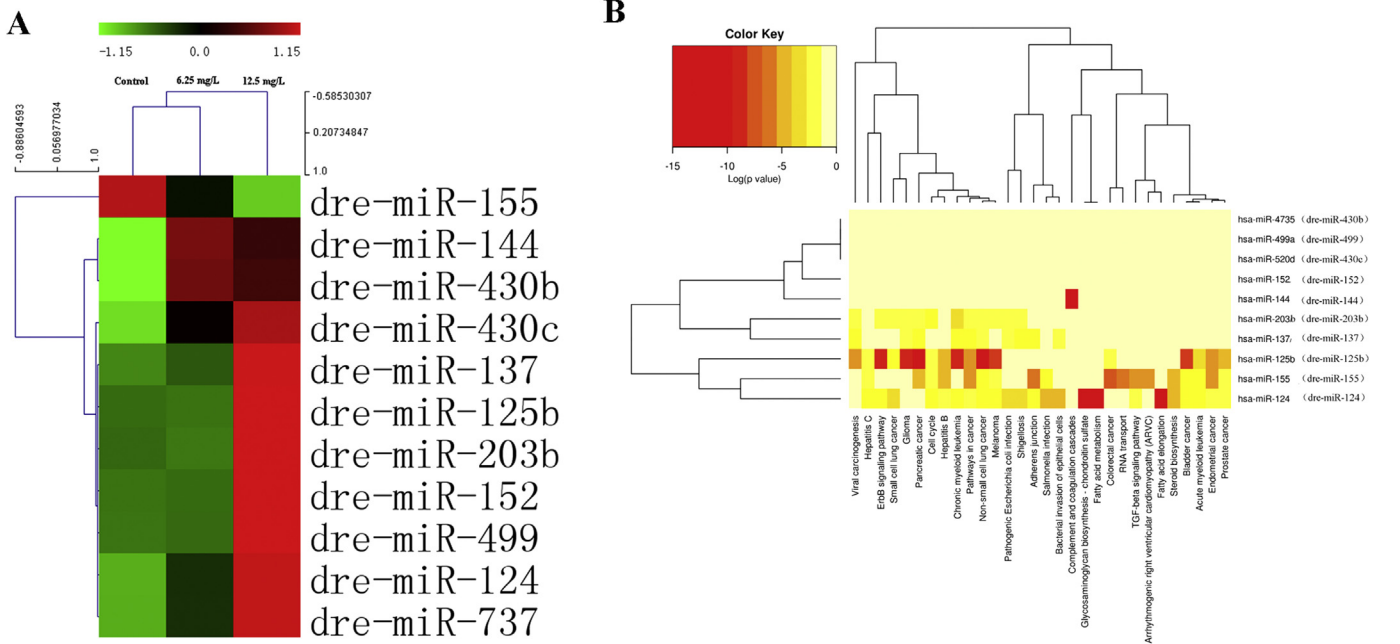 A
-1.15 0.0 1.15
Control 6.25 mg/L 12.5 mg/L
-0.88604593
0.056977034
1.0
-0.58530307
0.20734847
1.0
dre-miR-155
dre-miR-144
dre-miR-430b
dre-miR-430c
dre-miR-137
dre-miR-125b
dre-miR-203b
dre-miR-152
dre-miR-499
dre-miR-124
dre-miR-737
B
Color Key
-15 -10 -5 0
Log(p value)
hsa-miR-4735 (dre-miR-430b)
hsa-miR-499a (dre-miR-499)
hsa-miR-520d (dre-miR-430c)
hsa-miR-152 (dre-miR-152)
hsa-miR-144 (dre-miR-144)
hsa-miR-203b (dre-miR-203b)
hsa-miR-137/ (dre-miR-137)
hsa-miR-125b (dre-miR-125b)
hsa-miR-155 (dre-miR-155)
hsa-miR-124 (dre-miR-124)
Viral carcinogenesis
Hepatitis C
ErbB signaling pathway
Small cell lung cancer
Glioma
Pancreatic cancer
Cell cycle
Hepatitis B
Chronic myeloid leukemia
Pathways in cancer
Non-small cell lung cancer
Melanoma
Pathogenic Escherichia coli infection
Shigellosis
Adherens junction
Salmonella infection
Bacterial invasion of epithelial cells
Complement and coagulation cascades
Glycosaminoglycan biosynthesis - chondroitin sulfate
Fatty acid metabolism
Colorectal cancer
RNA transport
TGF-beta signaling pathway
Arrhythmogenic right ventricular cardiomyopathy (ARVC)
Fatty acid elongation
Steroid biosynthesis
Bladder cancer
Acute myeloid leukemia
Endometrial cancer
Prostate cancer